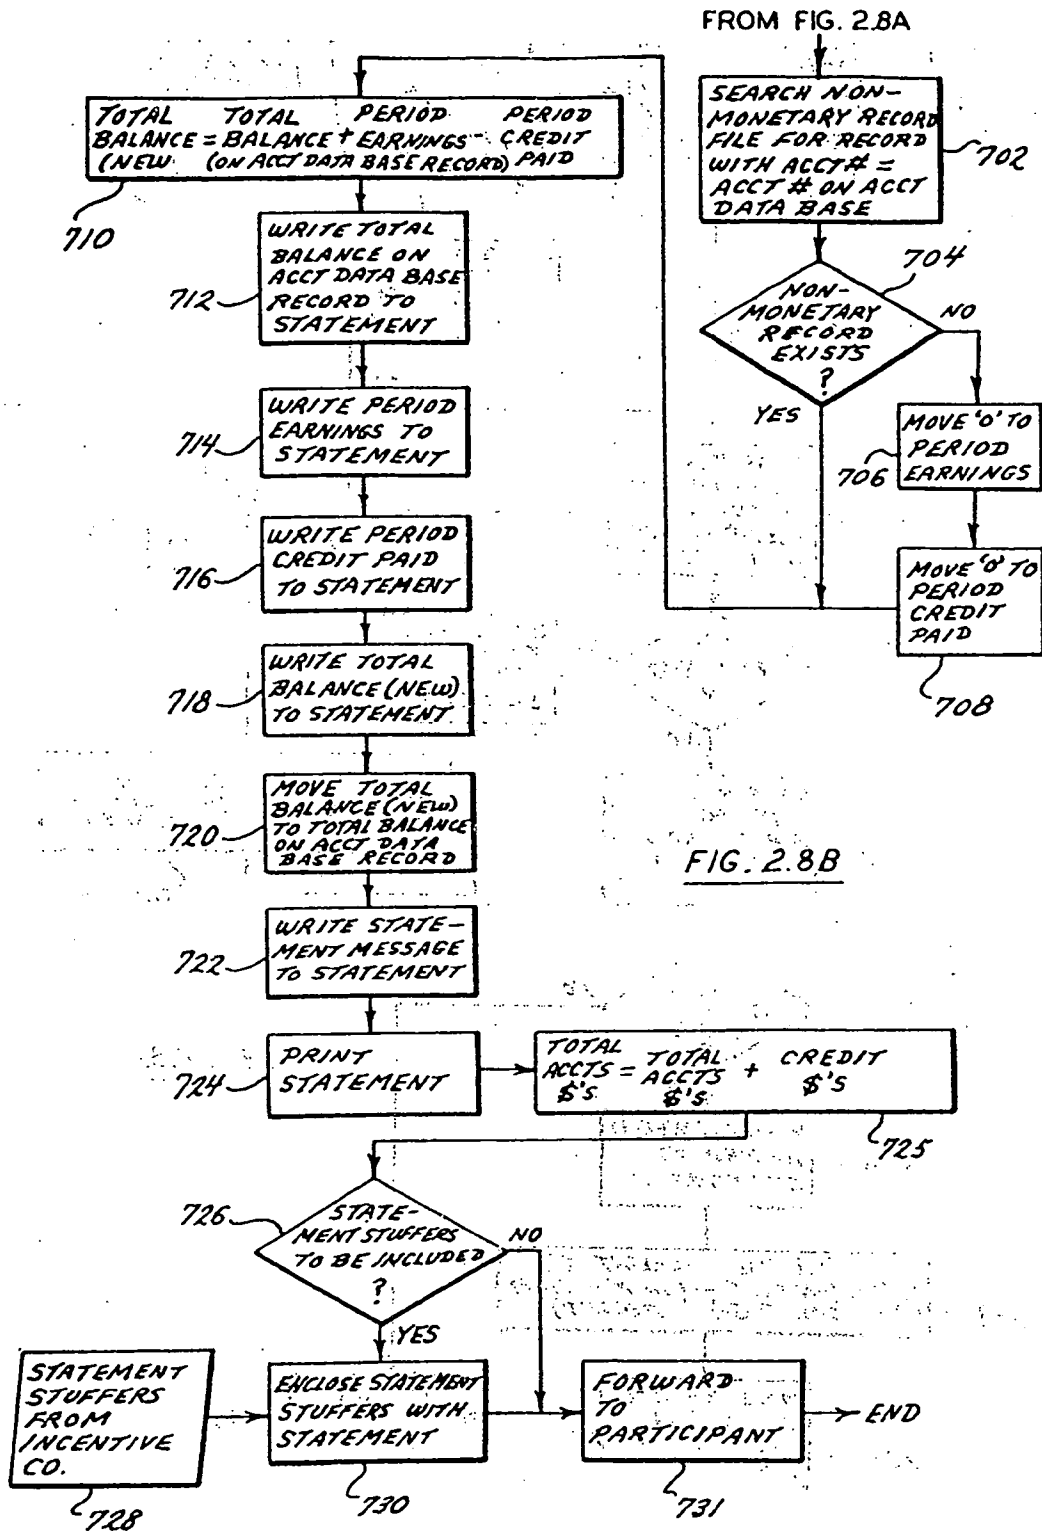 FROM FIG. 2.8A
SEARCH NON-
MONETARY RECORD
FILE FOR RECORD
WITH ACCT# =
ACCT # ON ACCT
DATA BASE
702
704
NON-
MONETARY
RECORD
EXISTS
?
NO
YES
MOVE 'O' TO
PERIOD
EARNINGS
706
MOVE 'O' TO
PERIOD
CREDIT
PAID
708
TOTAL TOTAL PERIOD PERIOD
BALANCE = BALANCE + EARNINGS - CREDIT
(NEW (ON ACCT DATA BASE RECORD) PAID
710
WRITE TOTAL
BALANCE ON
ACCT DATA BASE
RECORD TO
STATEMENT
712
WRITE PERIOD
EARNINGS TO
STATEMENT
714
WRITE PERIOD
CREDIT PAID
TO STATEMENT
716
WRITE TOTAL
BALANCE (NEW)
TO STATEMENT
718
MOVE TOTAL
BALANCE (NEW)
TO TOTAL BALANCE
ON ACCT DATA
BASE RECORD
720
FIG. 2.8B
WRITE STATE-
MENT MESSAGE
TO STATEMENT
722
PRINT
STATEMENT
724
TOTAL TOTAL CREDIT
ACCTS = ACCTS + $'S
$'S $'S
725
726
STATE-
MENT STUFFERS
TO BE INCLUDED
?
NO
YES
STATEMENT
STUFFERS
FROM
INCENTIVE
CO.
728
ENCLOSE STATEMENT
STUFFERS WITH
STATEMENT
730
FORWARD
TO
PARTICIPANT
731
END